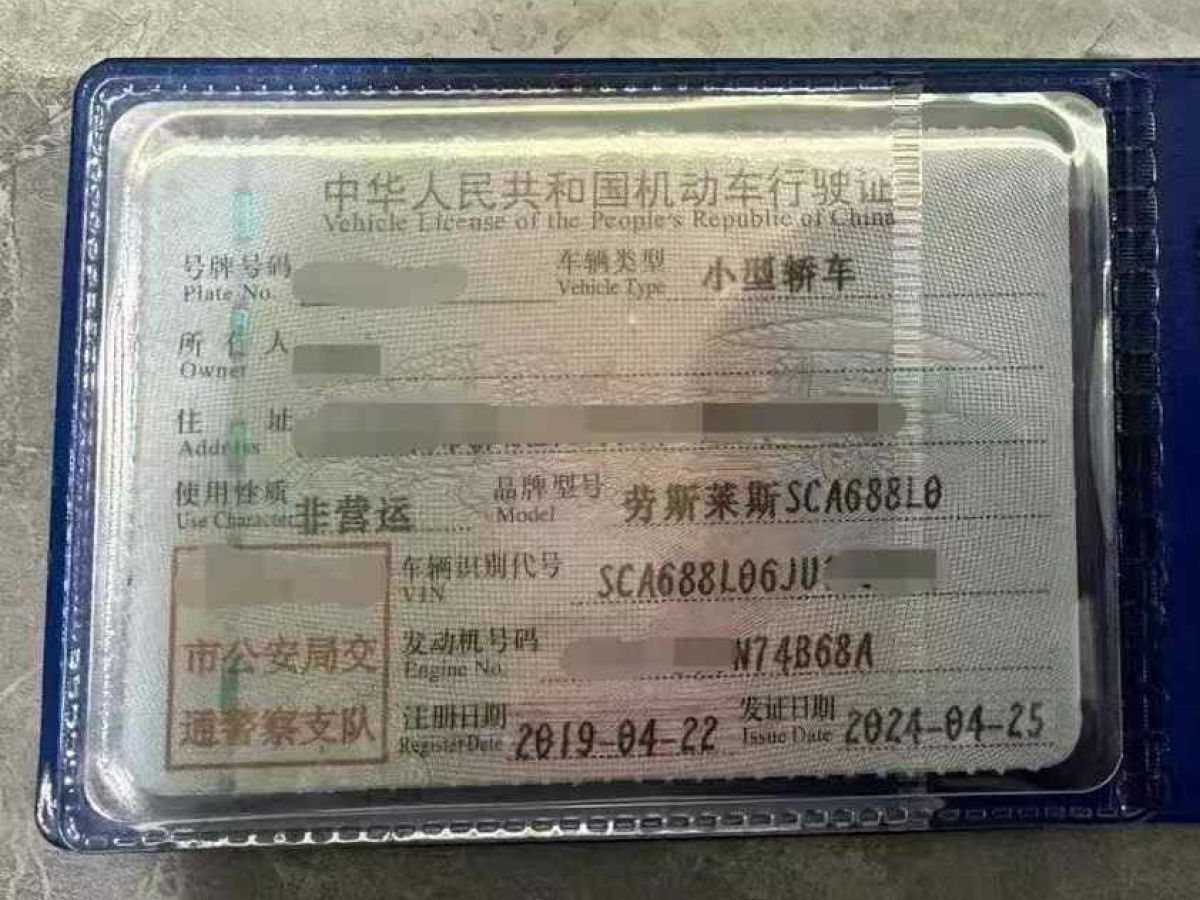 中华人民共和国机动车行驶证
Vehicle License of the People's Republic of China
号牌号码 车辆类型 小型轿车
Plate No. Vehicle Type
所有人
Owner
住址
Address
使用性质 非营运 品牌型号 劳斯莱斯SCA688L0
Use Character Model
车辆识别代号 SCA688L06JU
VIN
市公安局交
通警察支队
发动机号码 N74B68A
Engine No.
注册日期 2019-04-22 发证日期 2024-04-25
Register Date Issue Date